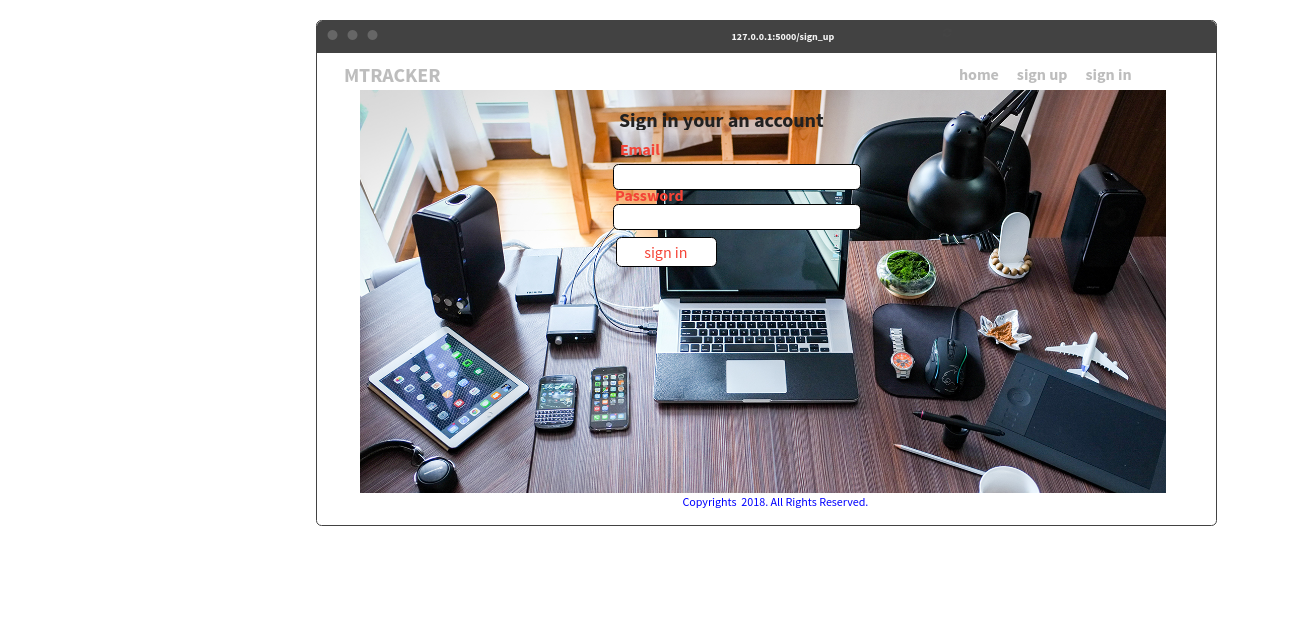 127.0.0.1:5000/sign_up
MTRACKER home sign up sign in
Sign in your an account
Email
Password
sign in
Copyrights 2018. All Rights Reserved.